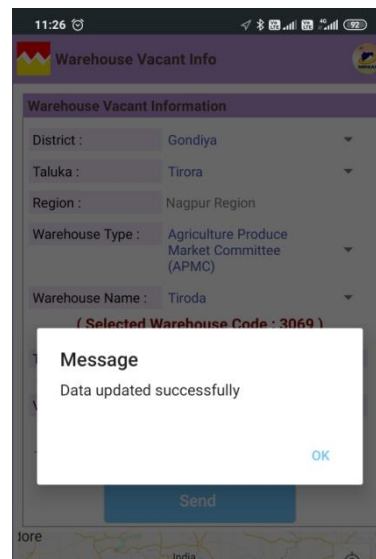 11:26
92
Warehouse Vacant Info
Warehouse Vacant Information
District : Gondiya
Taluka : Tirora
Region : Nagpur Region
Warehouse Type : Agriculture Produce
Market Committee
(APMC)
Warehouse Name : Tiroda
( Selected Warehouse Code : 3069 )
Message
Data updated successfully
OK
Send
lore
India